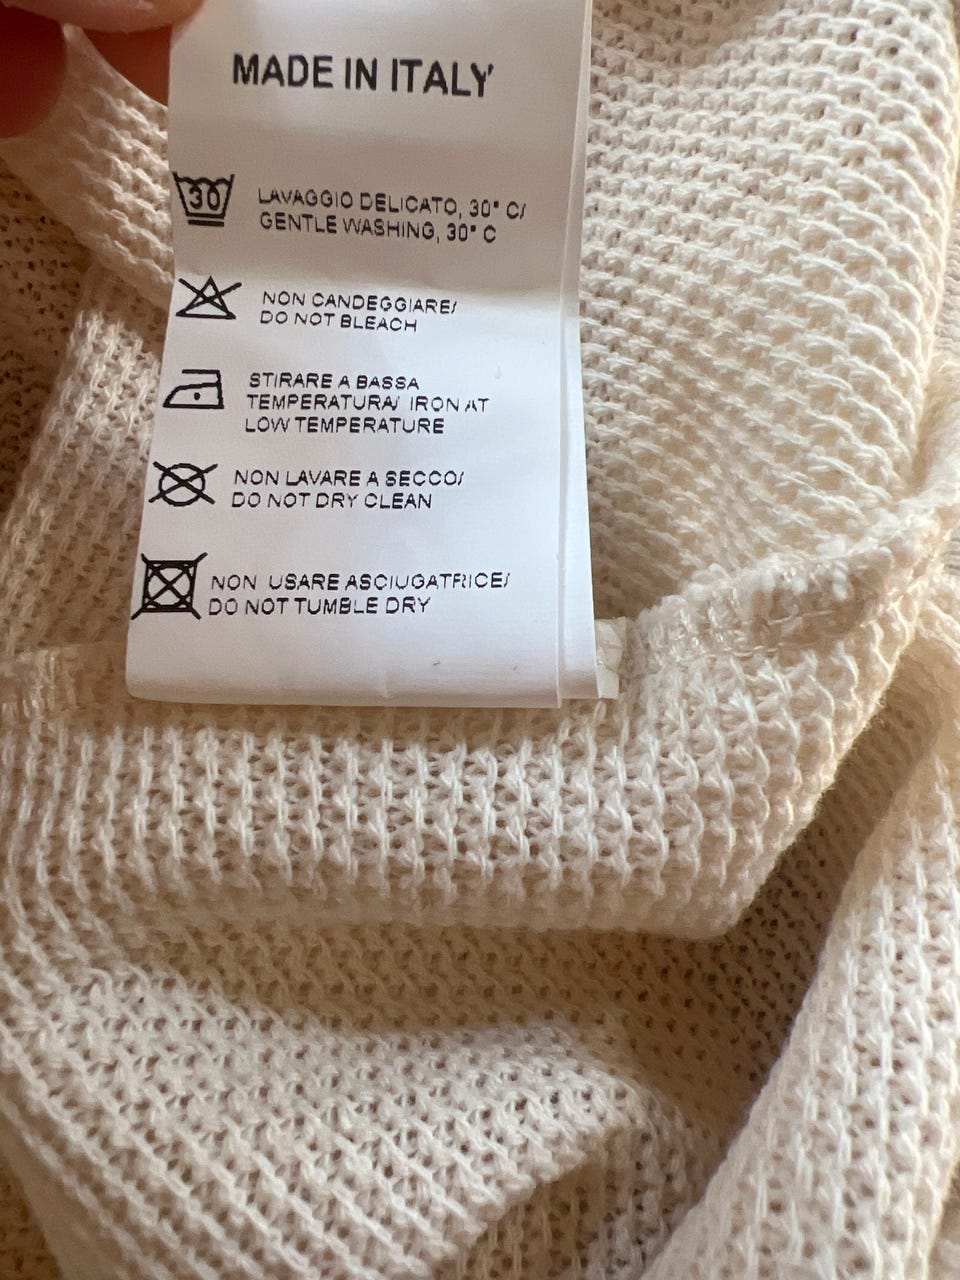 MADE IN ITALY
30
LAVAGGIO DELICATO, 30° C/
GENTLE WASHING, 30° C
NON CANDEGGIARE/
DO NOT BLEACH
STIRARE A BASSA
TEMPERATURA/ IRON AT
LOW TEMPERATURE
NON LAVARE A SECCO/
DO NOT DRY CLEAN
NON USARE ASCIUGATRICE/
DO NOT TUMBLE DRY